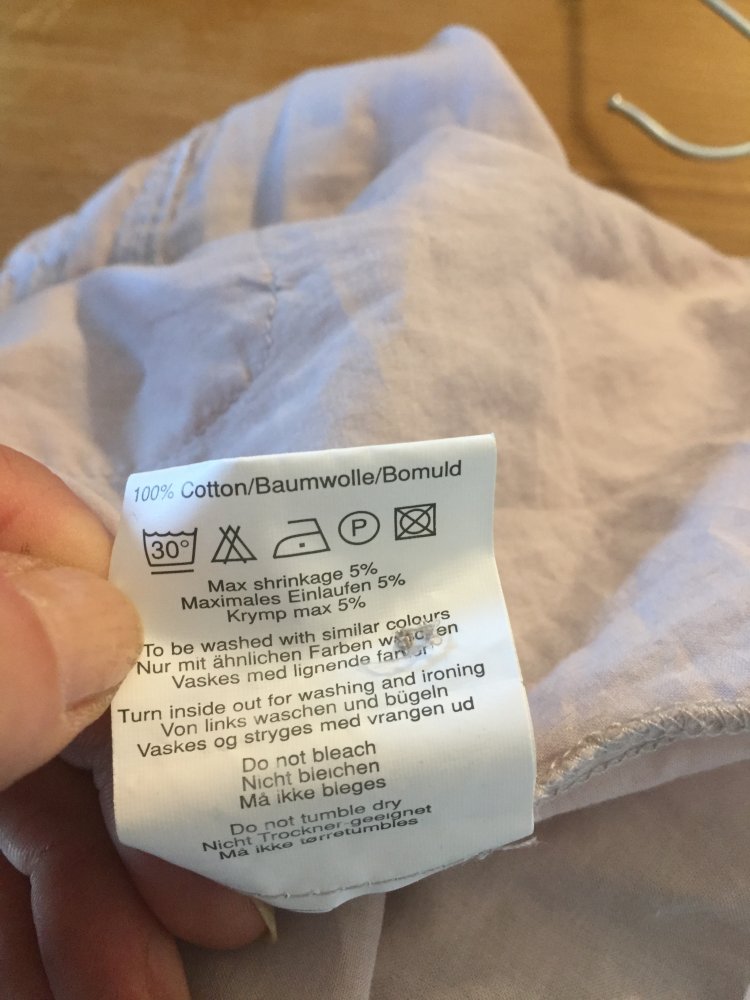 100% Cotton/Baumwolle/Bomuld
30° P
Max shrinkage 5%
Maximales Einlaufen 5%
Krymp max 5%
To be washed with similar colours
Nur mit ähnlichen Farben
Vaskes med lignende
Turn inside out for washing and ironing
Von links waschen und bügeln
Vaskes og stryges med vrangen ud
Do not bleach
Nicht bleichen
Må ikke bleges
Do not tumble dry
Nicht Trockner-geeignet
Må ikke tørretumbles